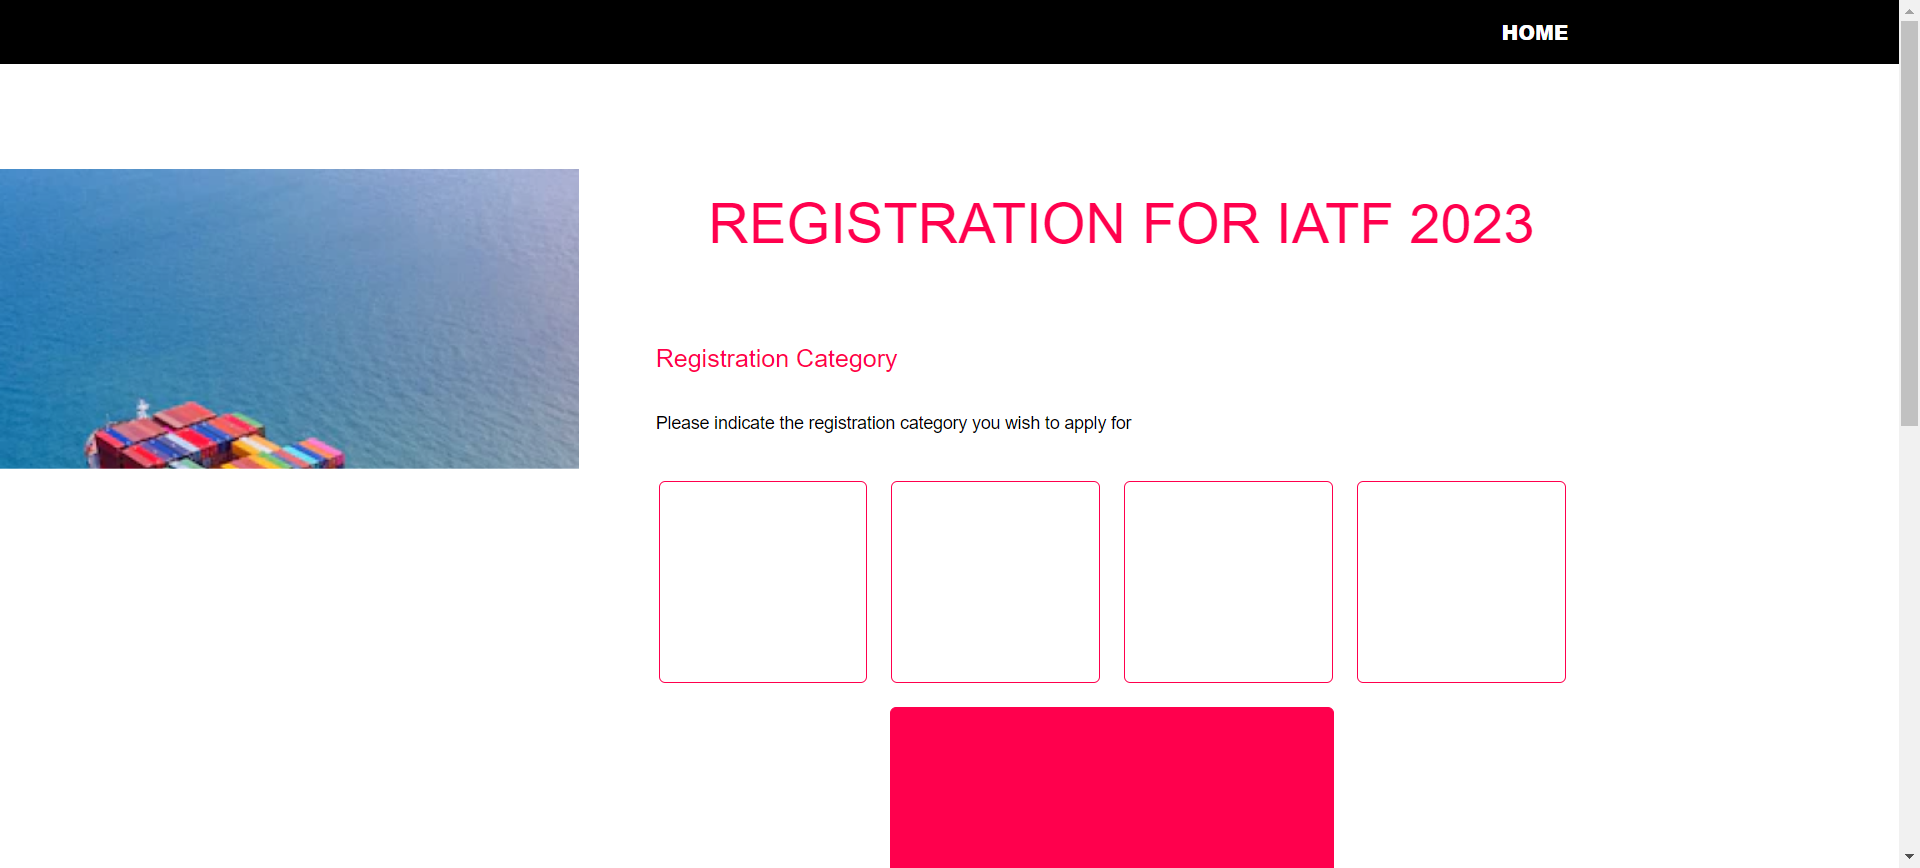 HOME
REGISTRATION FOR IATF 2023
Registration Category
Please indicate the registration category you wish to apply for